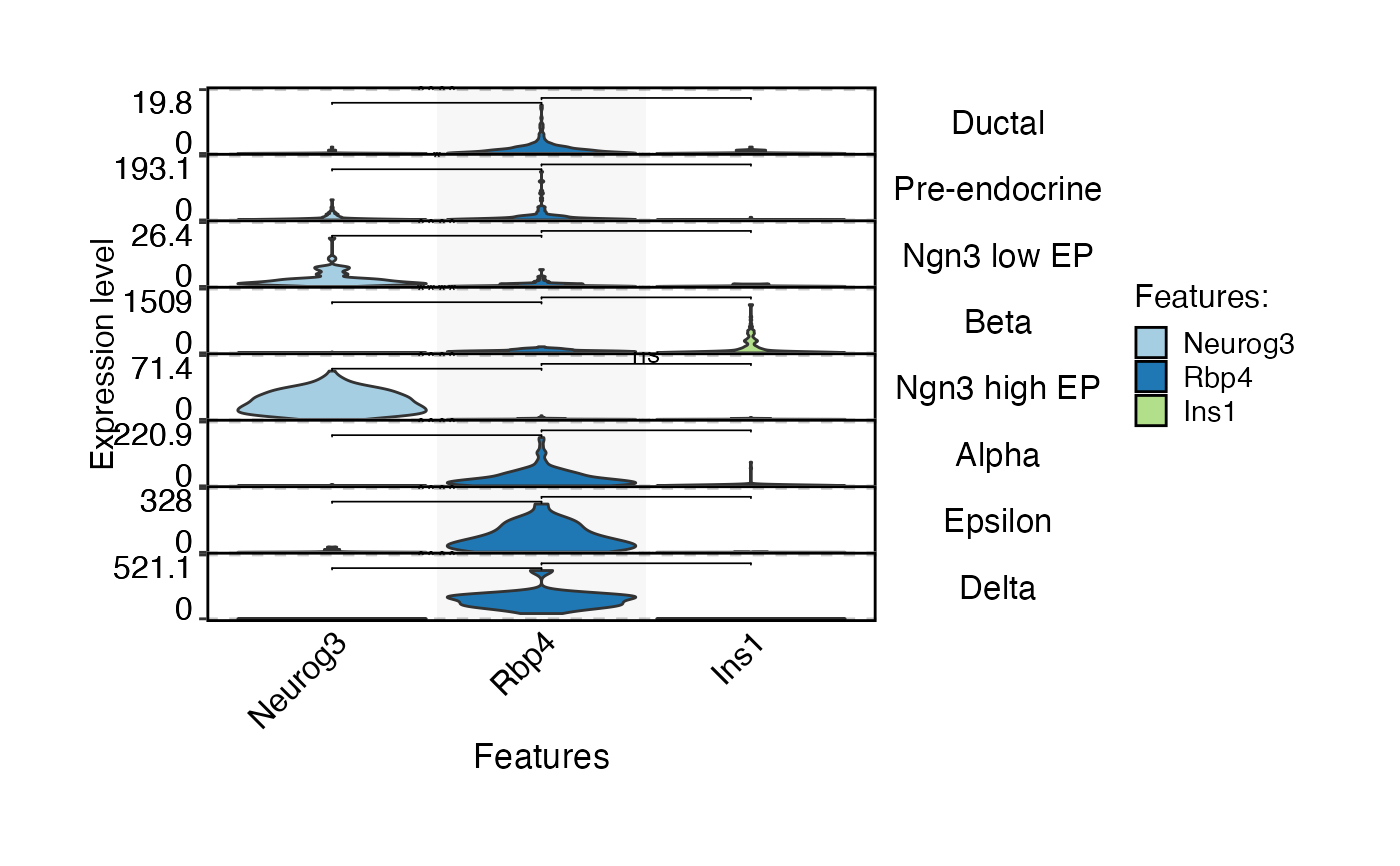 19.8
0
Ductal
193.1
0
Pre-endocrine
26.4
0
Ngn3 low EP
1509
0
Beta
ns
71.4
0
Ngn3 high EP
220.9
0
Alpha
328
0
Epsilon
521.1
0
Delta
Expression level
Neurog3
Rbp4
Ins1
Features
Features:
Neurog3
Rbp4
Ins1